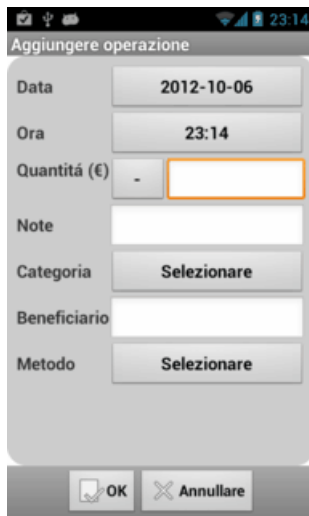 23:14
Aggiungere operazione
Data 2012-10-06
Ora 23:14
Quantitá (€) -
Note
Categoria Selezionare
Beneficiario
Metodo Selezionare
OK Annullare